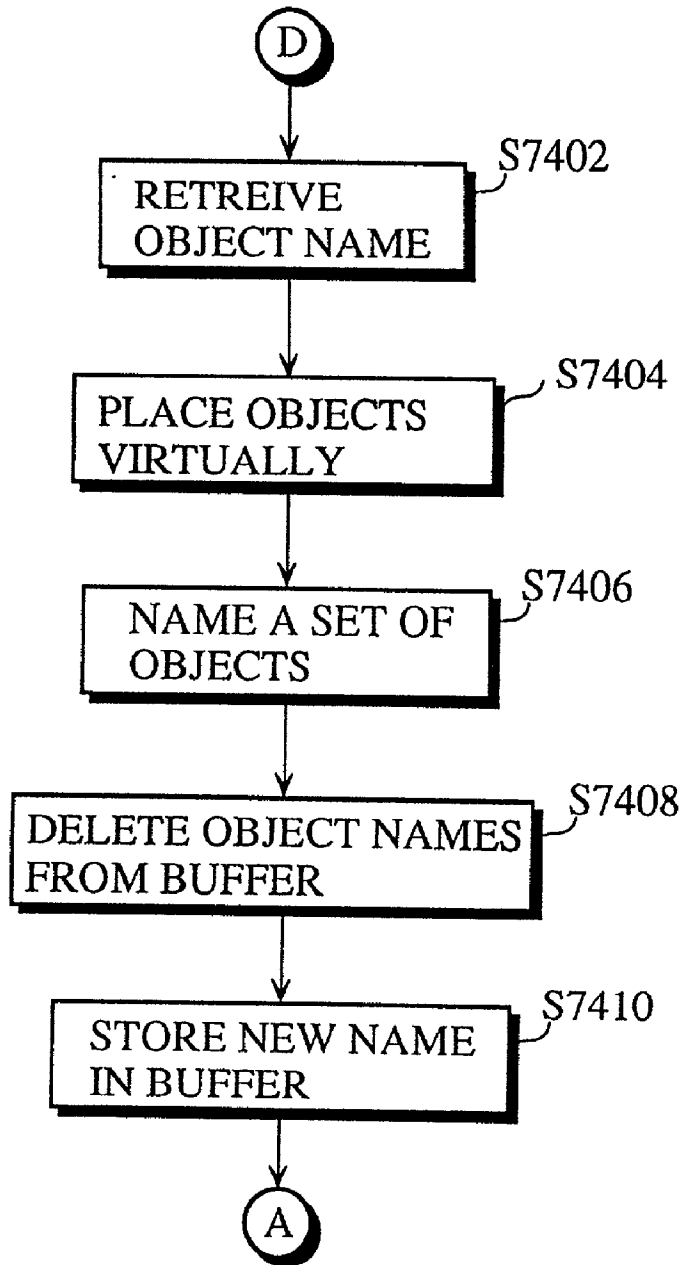 D
S7402
RETREIVE
OBJECT NAME
S7404
PLACE OBJECTS
VIRTUALLY
S7406
NAME A SET OF
OBJECTS
S7408
DELETE OBJECT NAMES
FROM BUFFER
S7410
STORE NEW NAME
IN BUFFER
A